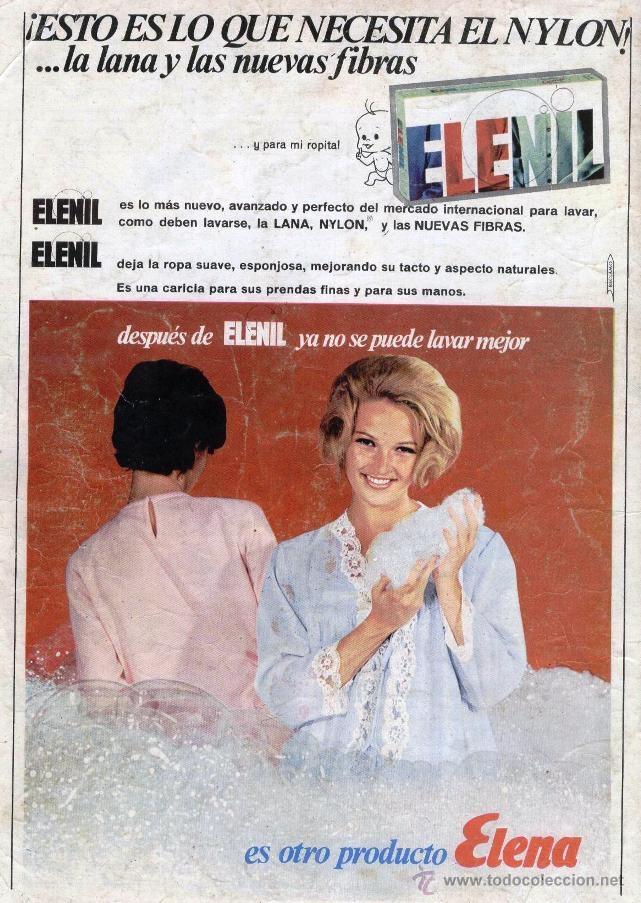 ¡ESTO ES LO QUE NECESITA EL NYLON!
...la lana y las nuevas fibras
ELENIL
...y para mi ropita!
ELENIL es lo más nuevo, avanzado y perfecto del mercado internacional para lavar,
como deben lavarse, la LANA, NYLON,® y las NUEVAS FIBRAS.
ELENIL deja la ropa suave, esponjosa, mejorando su tacto y aspecto naturales.
Es una caricia para sus prendas finas y para sus manos.
después de ELENIL ya no se puede lavar mejor
es otro producto Elena
www.todocoleccion.net